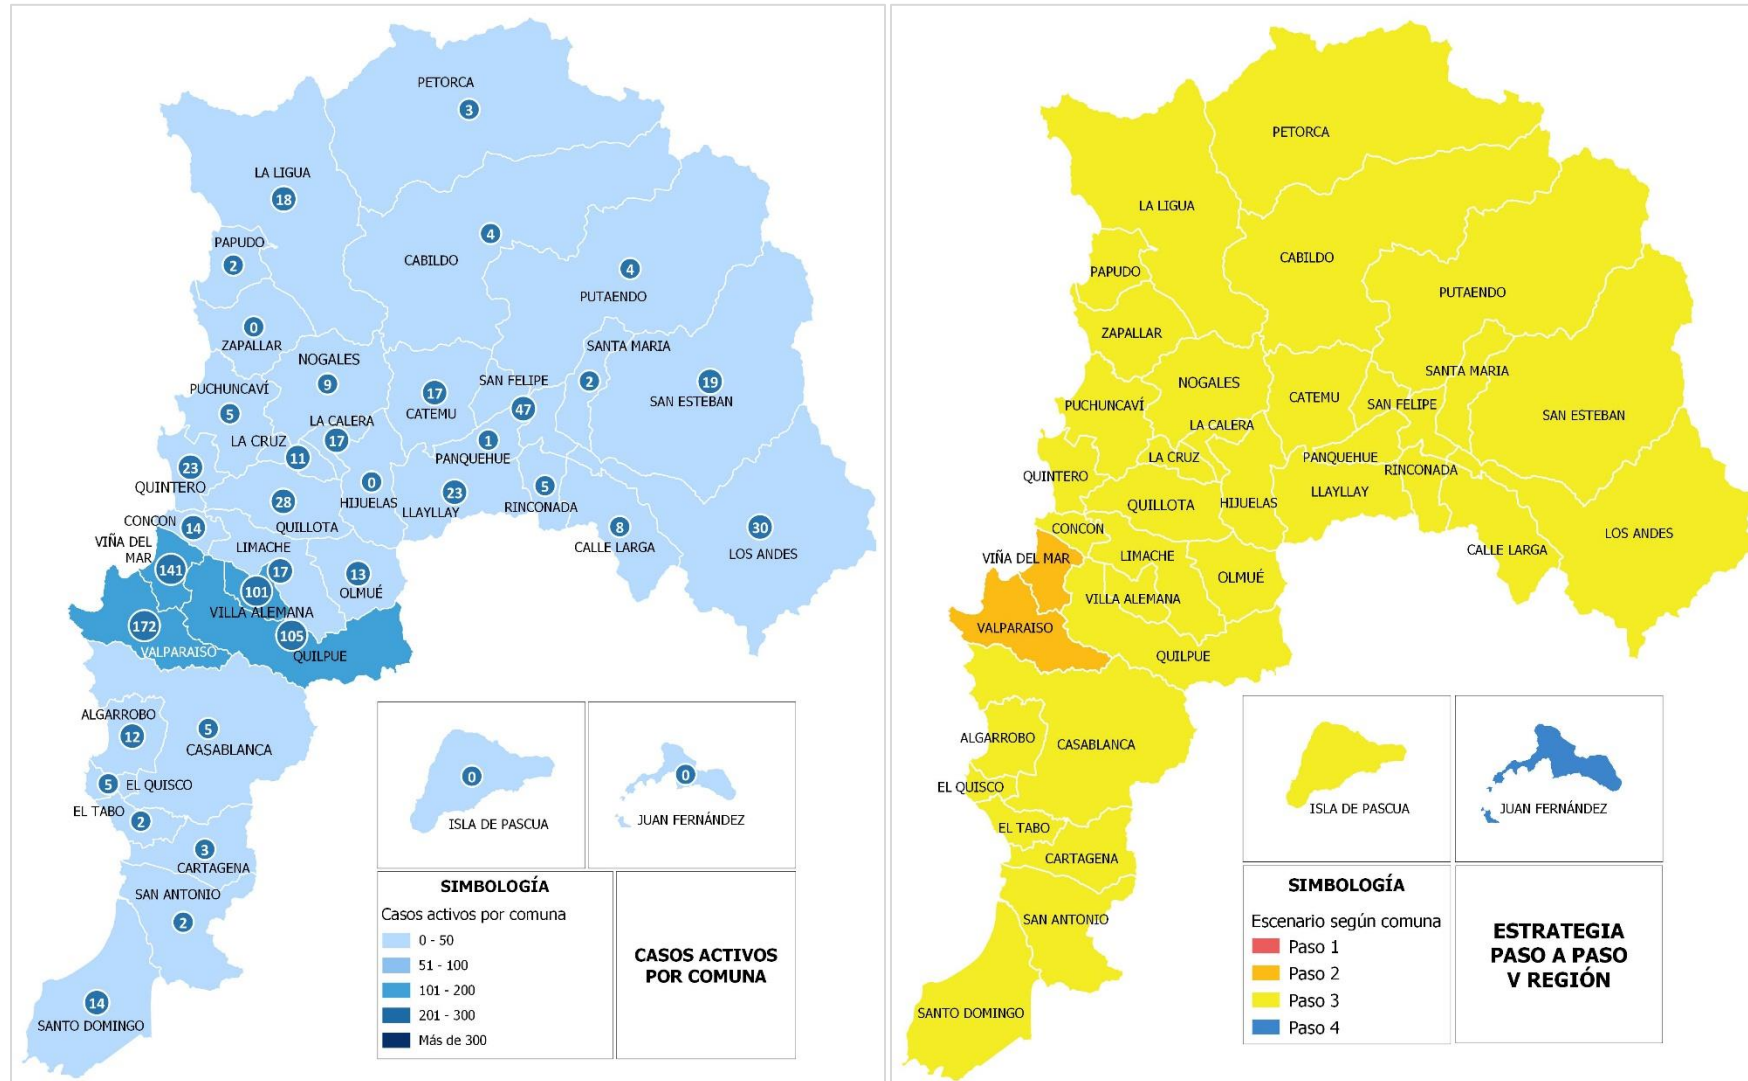 PETORCA
3
LA LIGUA
18
PAPUDO
2
4
CABILDO
4
PUTAENDO
0
ZAPALLAR
NOGALES
9
SANTA MARIA
2
19
SAN ESTEBAN
PUCHUNCAVÍ
5
17
CATEMU
SAN FELIPE
47
LA CALERA
17
LA CRUZ
11
1
PANQUEHUE
23
QUINTERO
28
QUILLOTA
0
HIJUELAS
23
LLAYLLAY
5
RINCONADA
8
CALLE LARGA
30
LOS ANDES
CONCON
14
VIÑA DEL
MAR
141
LIMACHE
17
13
OLMUÉ
101
VILLA ALEMANA
172
VALPARAISO
105
QUILPUE
ALGARROBO
12
5
CASABLANCA
5
EL QUISCO
EL TABO
2
3
CARTAGENA
SAN ANTONIO
2
14
SANTO DOMINGO
0
ISLA DE PASCUA
0
JUAN FERNÁNDEZ
SIMBOLOGÍA
Casos activos por comuna
0 - 50
51 - 100
101 - 200
201 - 300
Más de 300
CASOS ACTIVOS
POR COMUNA
PETORCA
LA LIGUA
CABILDO
PAPUDO
PUTAENDO
ZAPALLAR
SANTA MARIA
NOGALES
CATEMU
SAN FELIPE
SAN ESTEBAN
PUCHUNCAVÍ
LA CALERA
LA CRUZ
PANQUEHUE
RINCONADA
QUINTERO
QUILLOTA
HIJUELAS
LLAYLLAY
CONCON
LOS ANDES
VIÑA DEL MAR
LIMACHE
OLMUÉ
CALLE LARGA
VILLA ALEMANA
VALPARAISO
QUILPUE
ALGARROBO
CASABLANCA
EL QUISCO
EL TABO
CARTAGENA
SAN ANTONIO
SANTO DOMINGO
ISLA DE PASCUA
JUAN FERNÁNDEZ
SIMBOLOGÍA
Escenario según comuna
Paso 1
Paso 2
Paso 3
Paso 4
ESTRATEGIA
PASO A PASO
V REGIÓN